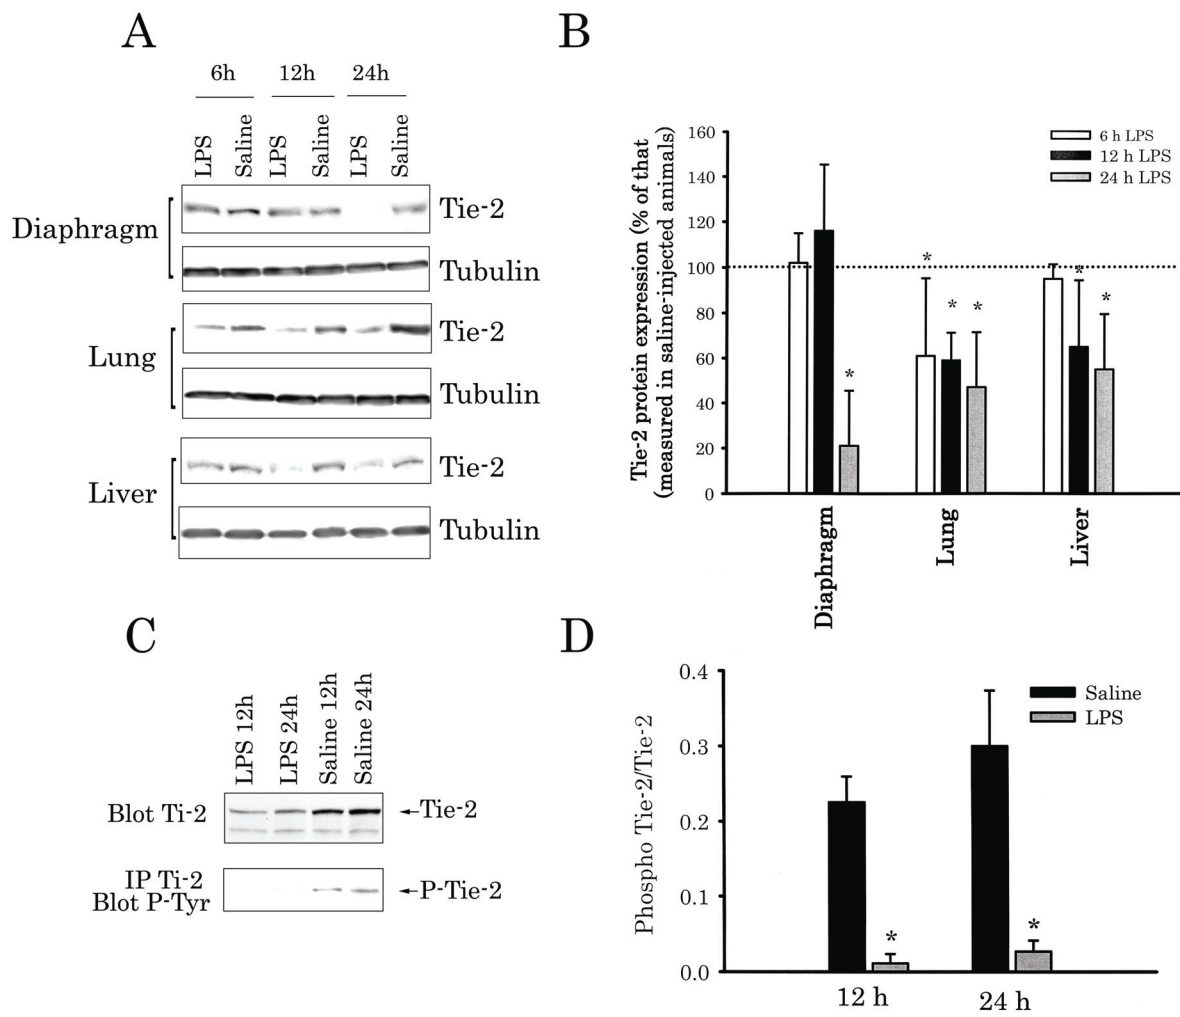 A
6h 12h 24h
LPS Saline LPS Saline LPS Saline
Diaphragm
Tie-2
Tubulin
Lung
Tie-2
Tubulin
Liver
Tie-2
Tubulin
B
Tie-2 protein expression (% of that
(measured in saline-injected animals)
160
140
120
100
80
60
40
20
0
6 h LPS
12 h LPS
24 h LPS
*
* * *
* *
Diaphragm Lung Liver
C
LPS 12h LPS 24h Saline 12h Saline 24h
Blot Ti-2
Tie-2
IP Ti-2
Blot P-Tyr
P-Tie-2
D
Phospho Tie-2/Tie-2
0.4
0.3
0.2
0.1
0.0
Saline
LPS
* *
12 h 24 h